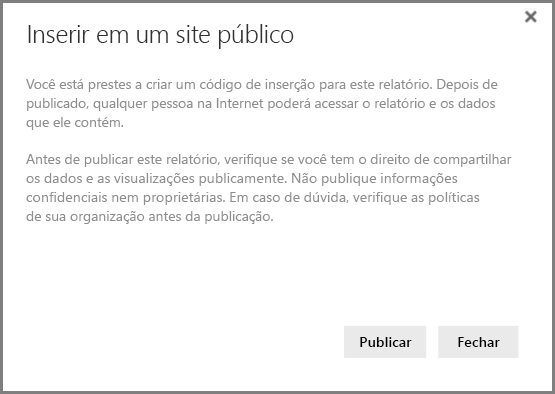 Inserir em um site público
Você está prestes a criar um código de inserção para este relatório. Depois de
publicado, qualquer pessoa na Internet poderá acessar o relatório e os dados
que ele contém.
Antes de publicar este relatório, verifique se você tem o direito de compartilhar
os dados e as visualizações publicamente. Não publique informações
confidenciais nem proprietárias. Em caso de dúvida, verifique as políticas
de sua organização antes da publicação.
Publicar
Fechar